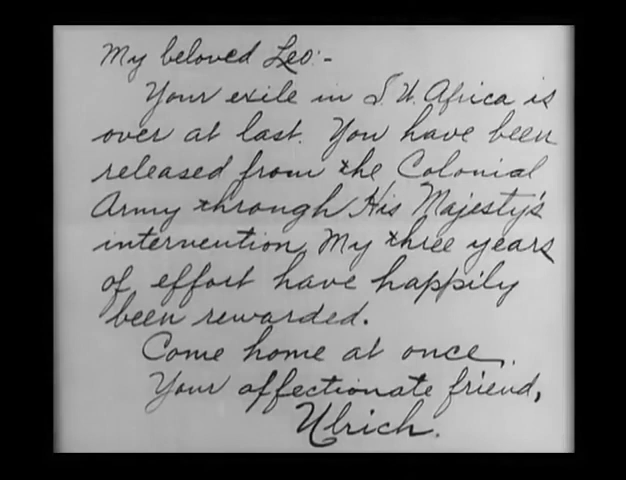 My beloved Leo:-
Your exile in S. W. Africa is
over at last. You have been
released from the Colonial
Army through His Majesty's
intervention. My three years
of effort have happily
been rewarded.
Come home at once.
Your affectionate friend,
Ulrich.